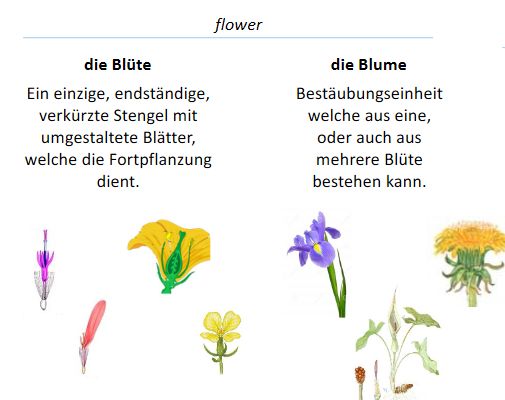 flower
die Blüte
Ein einzige, endständige,
verkürzte Stengel mit
umgestaltete Blätter,
welche die Fortpflanzung
dient.
die Blume
Bestäubungseinheit
welche aus eine,
oder auch aus
mehrere Blüte
bestehen kann.